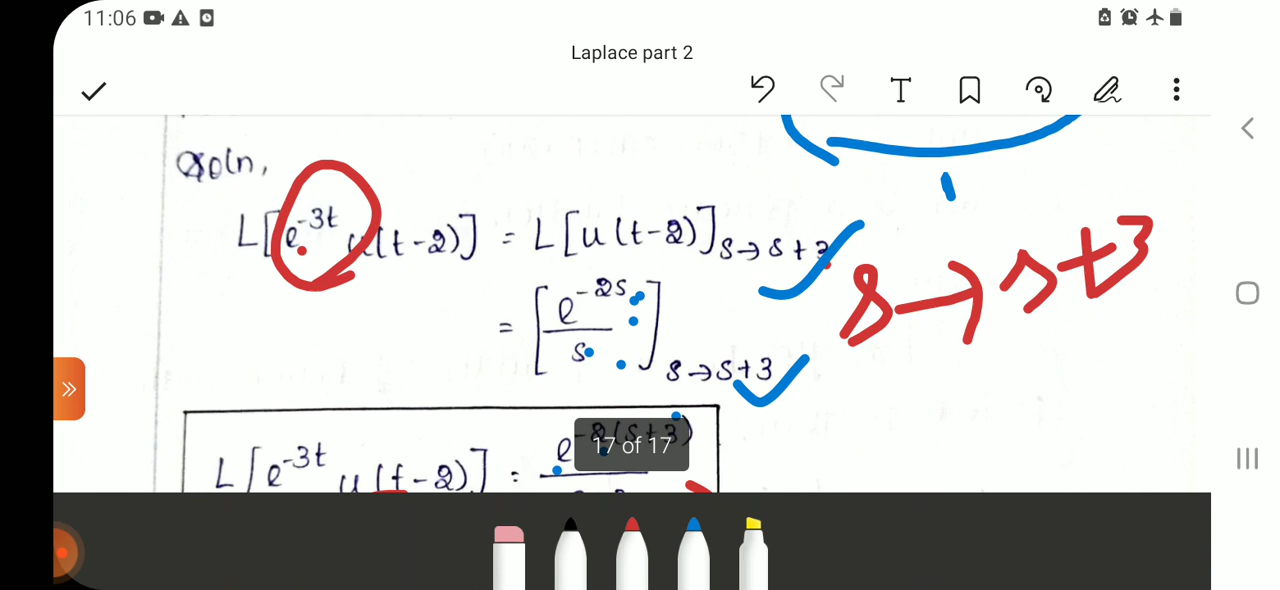 11:06
Laplace part 2
Soln,
L[e^{-3t} u(t-2)] = L[u(t-2)]_{s→s+3}
s→s+3
= [e^{-2s}/s]_{s→s+3}
L[e^{-3t} u(t-2)] = e^{-2(s+3)}
17 of 17